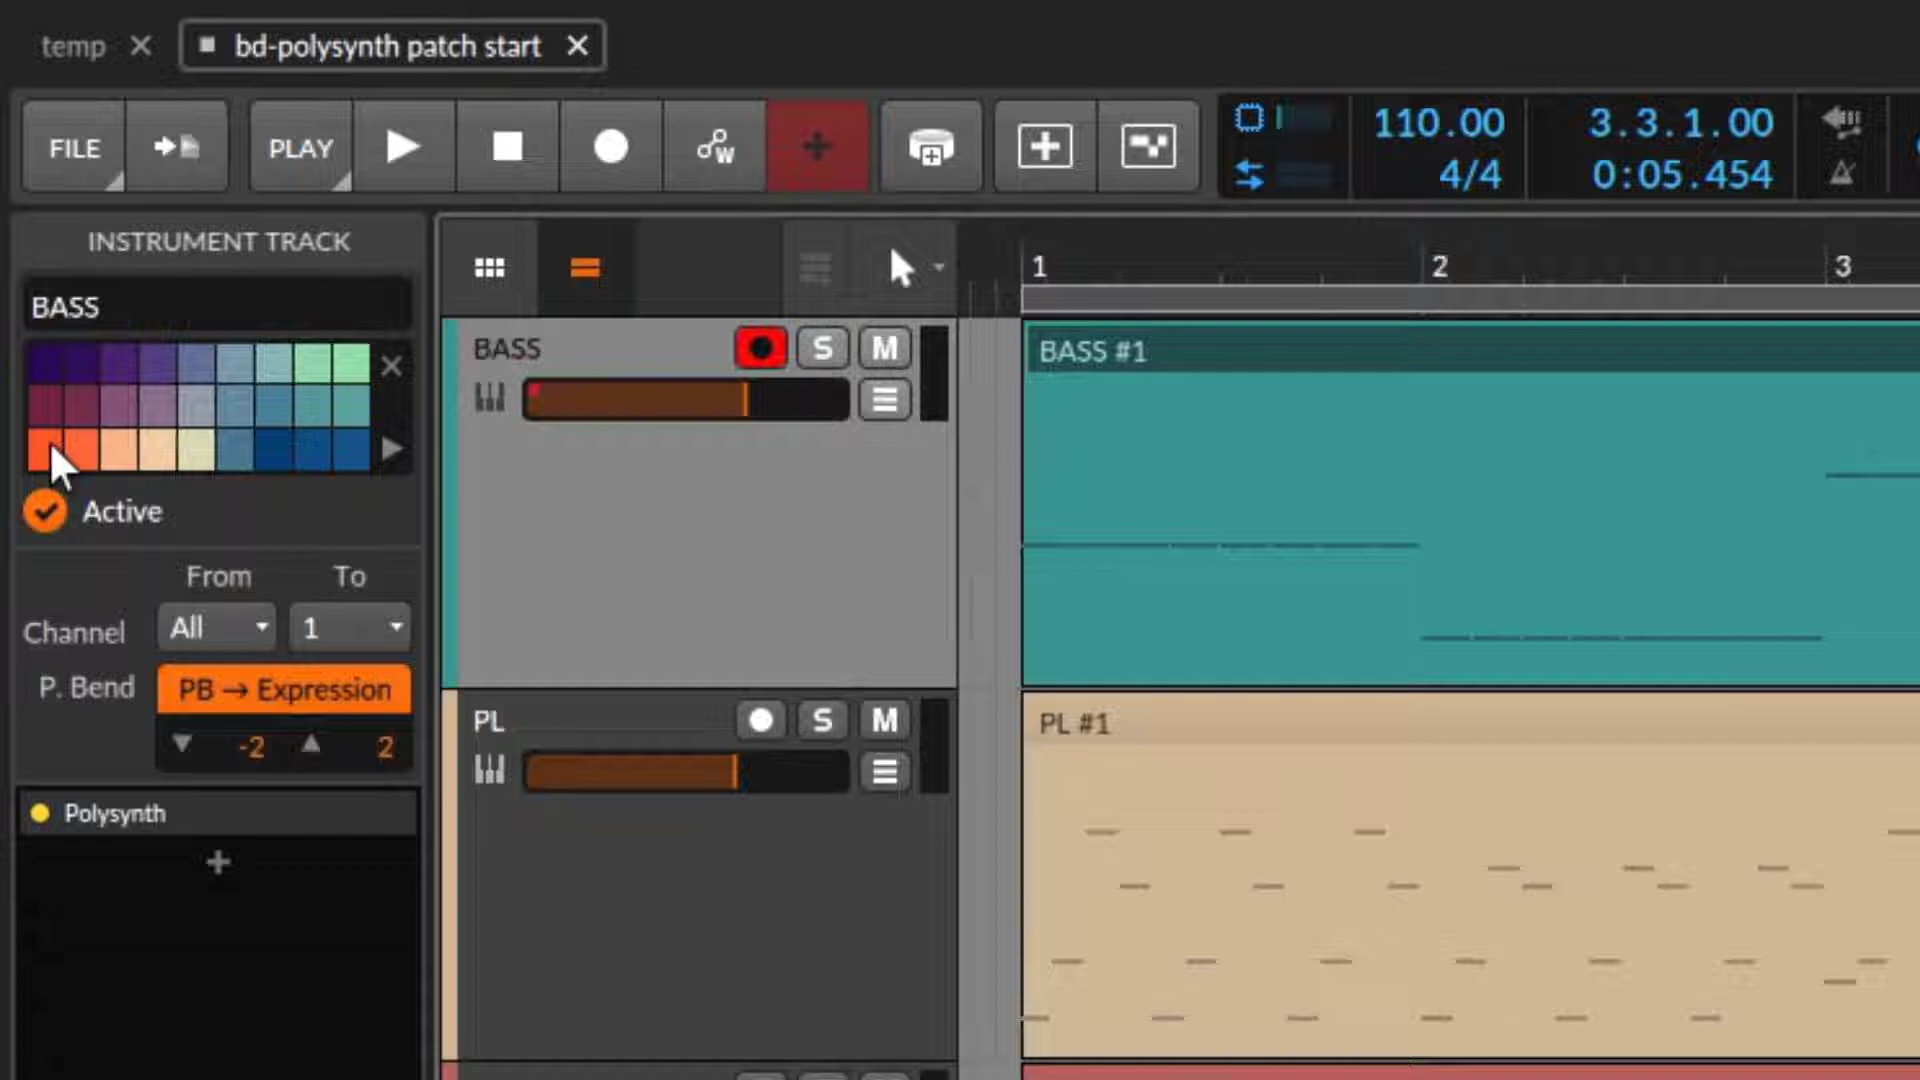 temp
bd-polysynth patch start
FILE
PLAY
W
110.00
4/4
3.3.1.00
0:05.454
INSTRUMENT TRACK
BASS
Active
From To
Channel All 1
P. Bend PB → Expression
-2 2
Polysynth
1 2 3
BASS S M
BASS #1
PL S M
PL #1